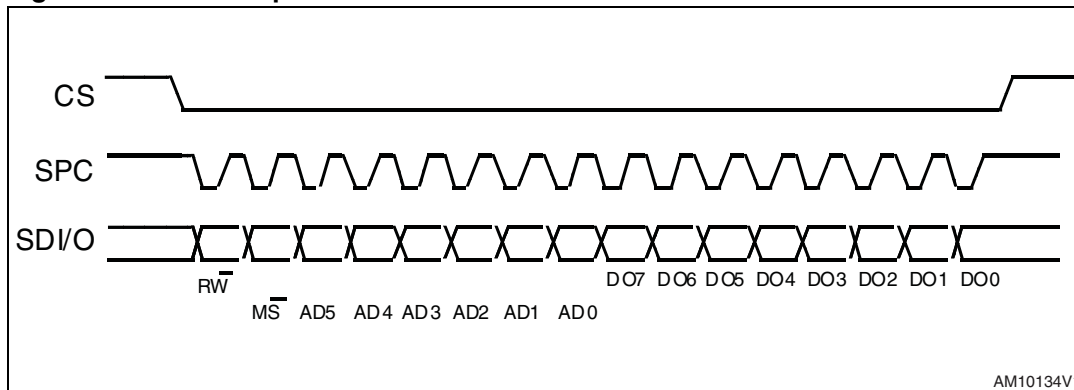 CS
SPC
SDI/O
RW
DO7 DO6 DO5 DO4 DO3 DO2 DO1 DO0
MS AD5 AD4 AD3 AD2 AD1 AD0
AM10134V